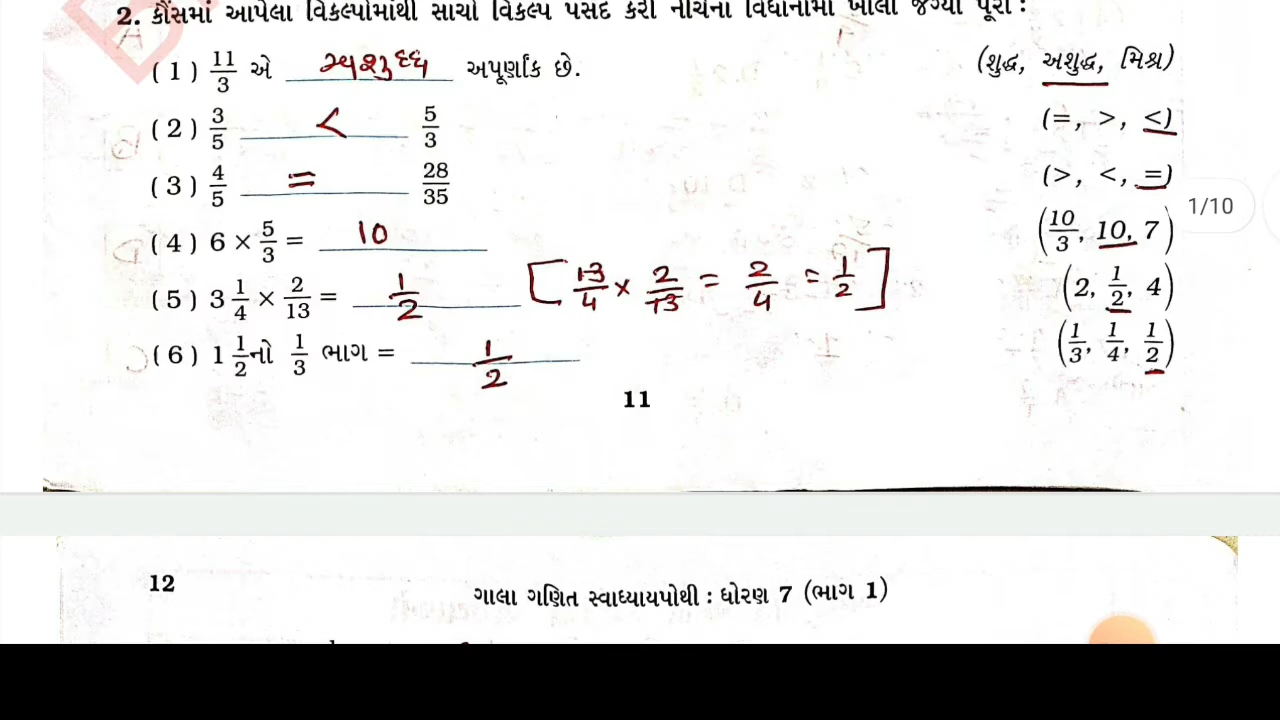 2. કૌંસમાં આપેલા વિકલ્પોમાંથી સાચો વિકલ્પ પસંદ કરી નીચેનાં વિધાનોમાં ખાલી જગ્યા પૂરો :
(1) 11/3 એ અશુદ્ધ અપૂર્ણાંક છે. (શુદ્ધ, અશુદ્ધ, મિશ્ર)
(2) 3/5 < 5/3 (=, >, <)
(3) 4/5 = 28/35 (>, <, =)
1/10
(4) 6 × 5/3 = 10 (10/3, 10, 7)
(5) 3 1/4 × 2/13 = 1/2 [13/4 × 2/13 = 2/4 = 1/2] (2, 1/2, 4)
(6) 1 1/2નો 1/3 ભાગ = 1/2 (1/3, 1/4, 1/2)
11
12 ગાલા ગણિત સ્વાધ્યાયપોથી : ધોરણ 7 (ભાગ 1)